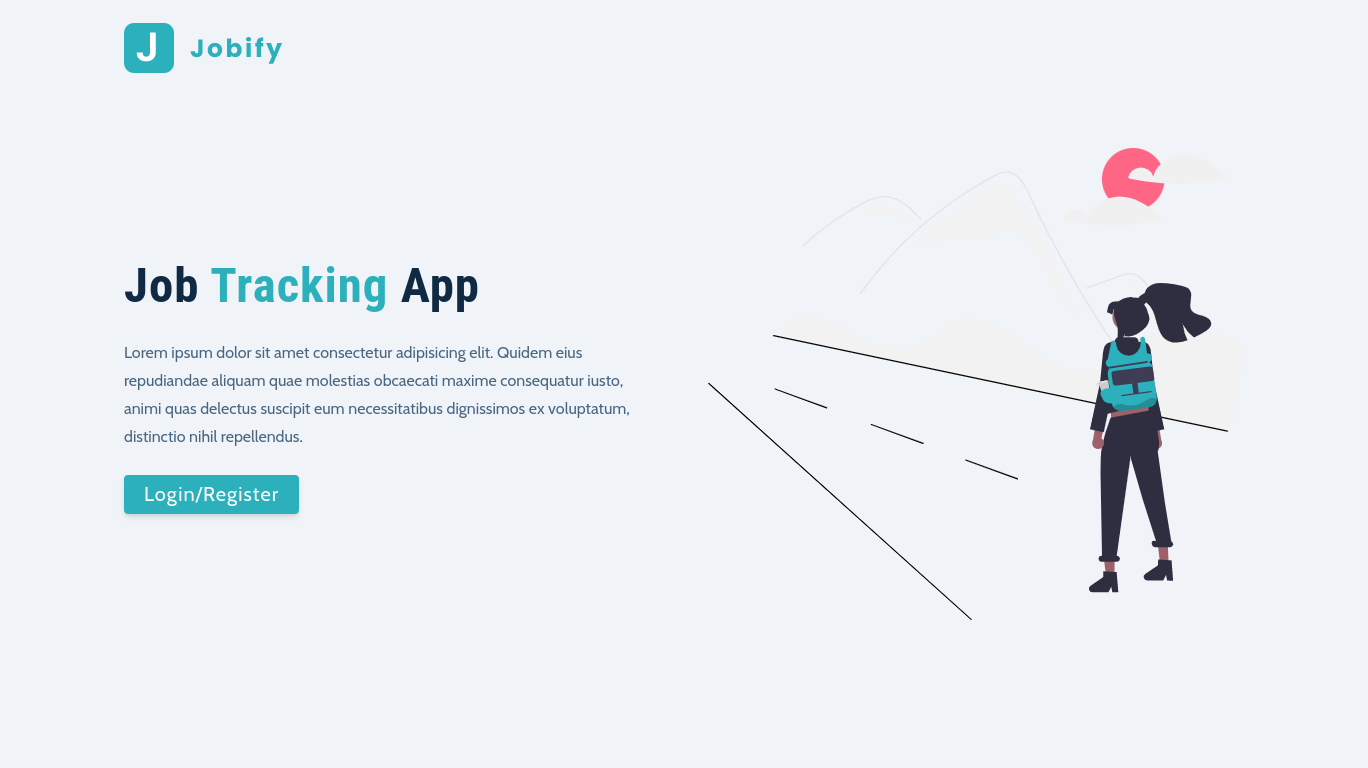 J Jobify
Job Tracking App
Lorem ipsum dolor sit amet consectetur adipisicing elit. Quidem eius
repudiandae aliquam quae molestias obcaecati maxime consequatur iusto,
animi quas delectus suscipit eum necessitatibus dignissimos ex voluptatum,
distinctio nihil repellendus.
Login/Register